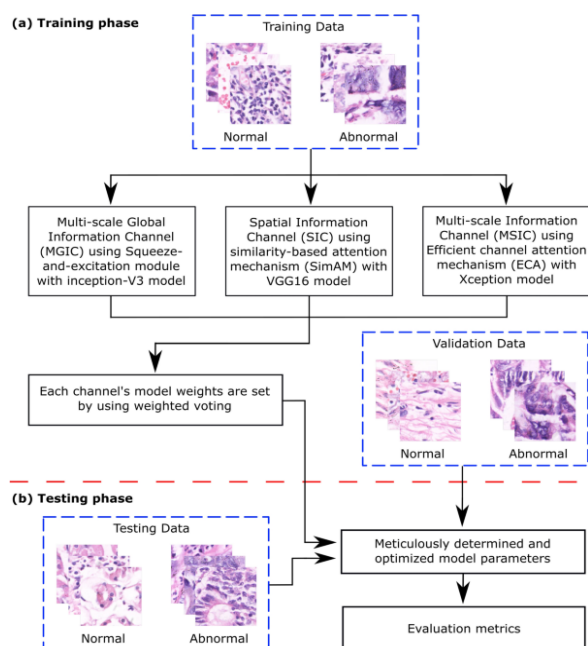 (a) Training phase
Training Data
Normal
Abnormal
Multi-scale Global
Information Channel
(MGIC) using Squeeze-
and-excitation module
with inception-V3 model
Spatial Information
Channel (SIC) using
similarity-based attention
mechanism (SimAM) with
VGG16 model
Multi-scale Information
Channel (MSIC) using
Efficient channel attention
mechanism (ECA) with
Xception model
Each channel's model weights are set
by using weighted voting
Validation Data
Normal
Abnormal
(b) Testing phase
Testing Data
Normal
Abnormal
Meticulously determined and
optimized model parameters
Evaluation metrics